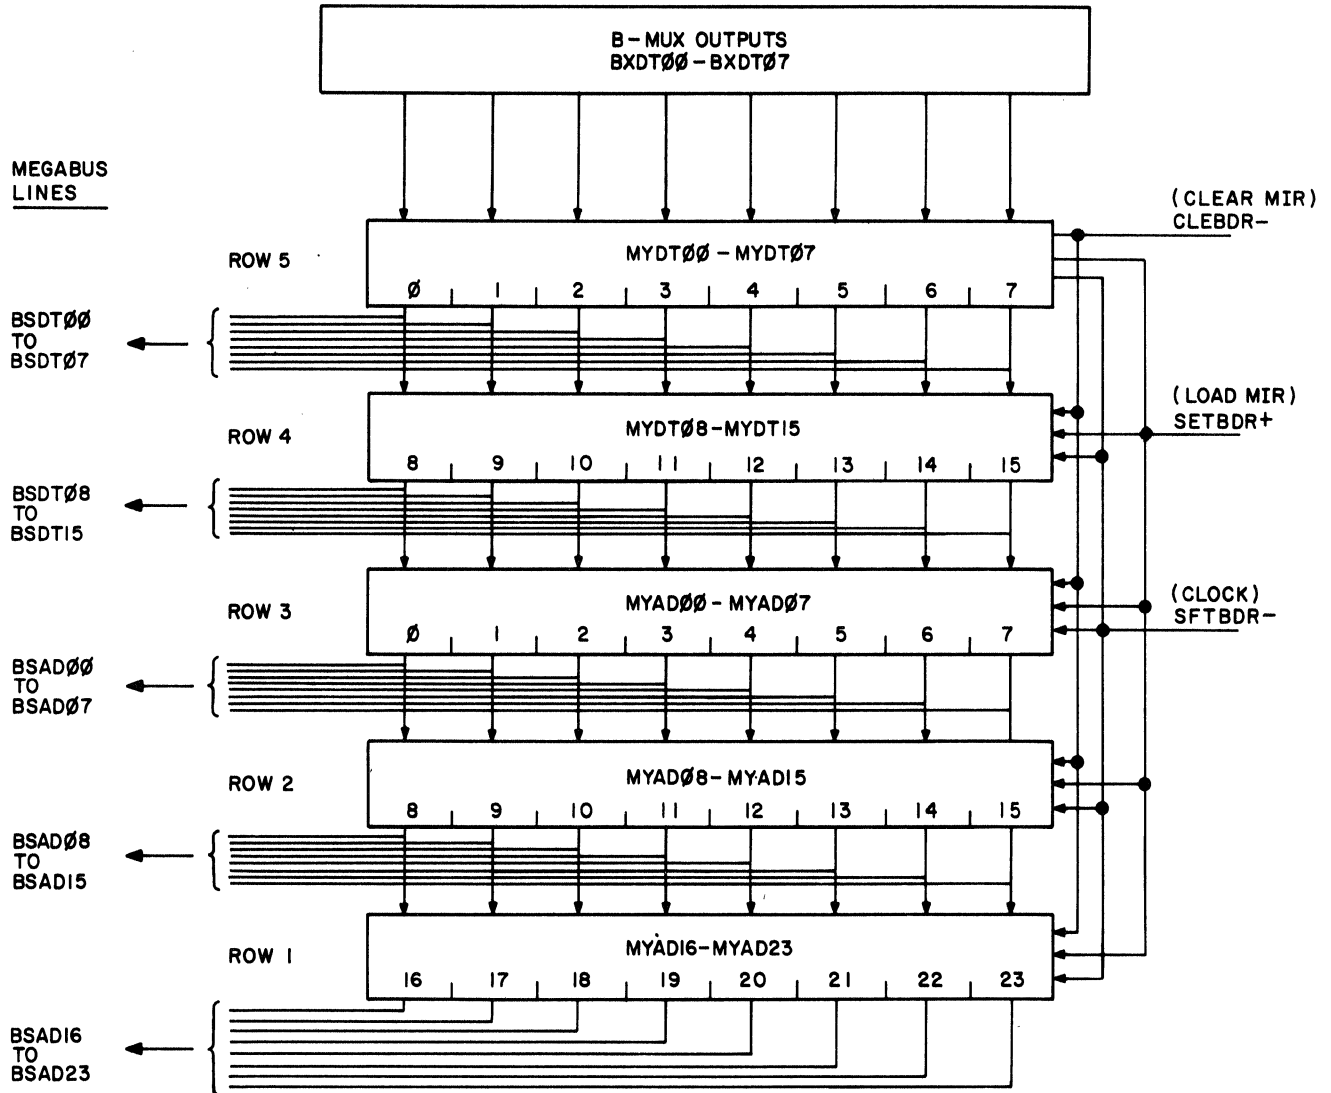 B-MUX OUTPUTS
BXDTØØ-BXDTØ7
MEGABUS
LINES
(CLEAR MIR)
CLEBDR-
ROW 5
MYDTØØ-MYDTØ7
Ø 1 2 3 4 5 6 7
BSDTØØ
TO
BSDTØ7
(LOAD MIR)
SETBDR+
ROW 4
MYDTØ8-MYDT15
8 9 10 11 12 13 14 15
BSDTØ8
TO
BSDT15
(CLOCK)
SFTBDR-
ROW 3
MYADØØ-MYADØ7
Ø 1 2 3 4 5 6 7
BSADØØ
TO
BSADØ7
ROW 2
MYADØ8-MYAD15
8 9 10 11 12 13 14 15
BSADØ8
TO
BSAD15
ROW 1
MYAD16-MYAD23
16 17 18 19 20 21 22 23
BSAD16
TO
BSAD23